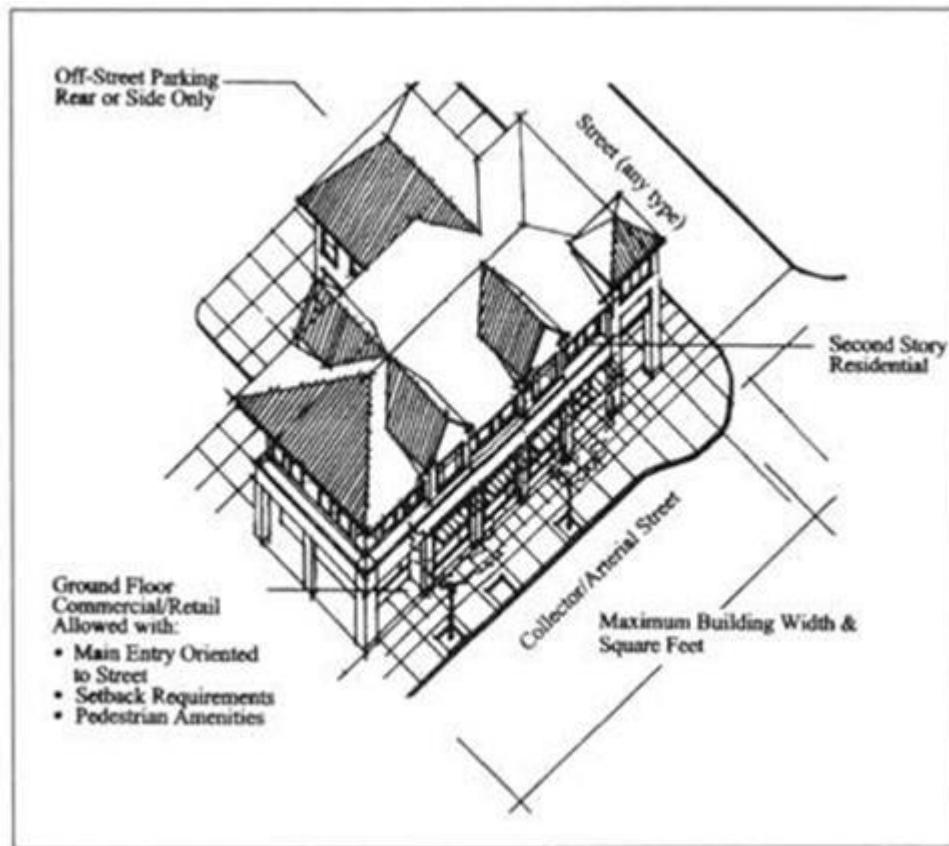 Off-Street Parking
Rear or Side Only
Street (any type)
Second Story
Residential
Ground Floor
Commercial/Retail
Allowed with:
• Main Entry Oriented
to Street
• Setback Requirements
• Pedestrian Amenities
Collector/Arterial Street
Maximum Building Width &
Square Feet